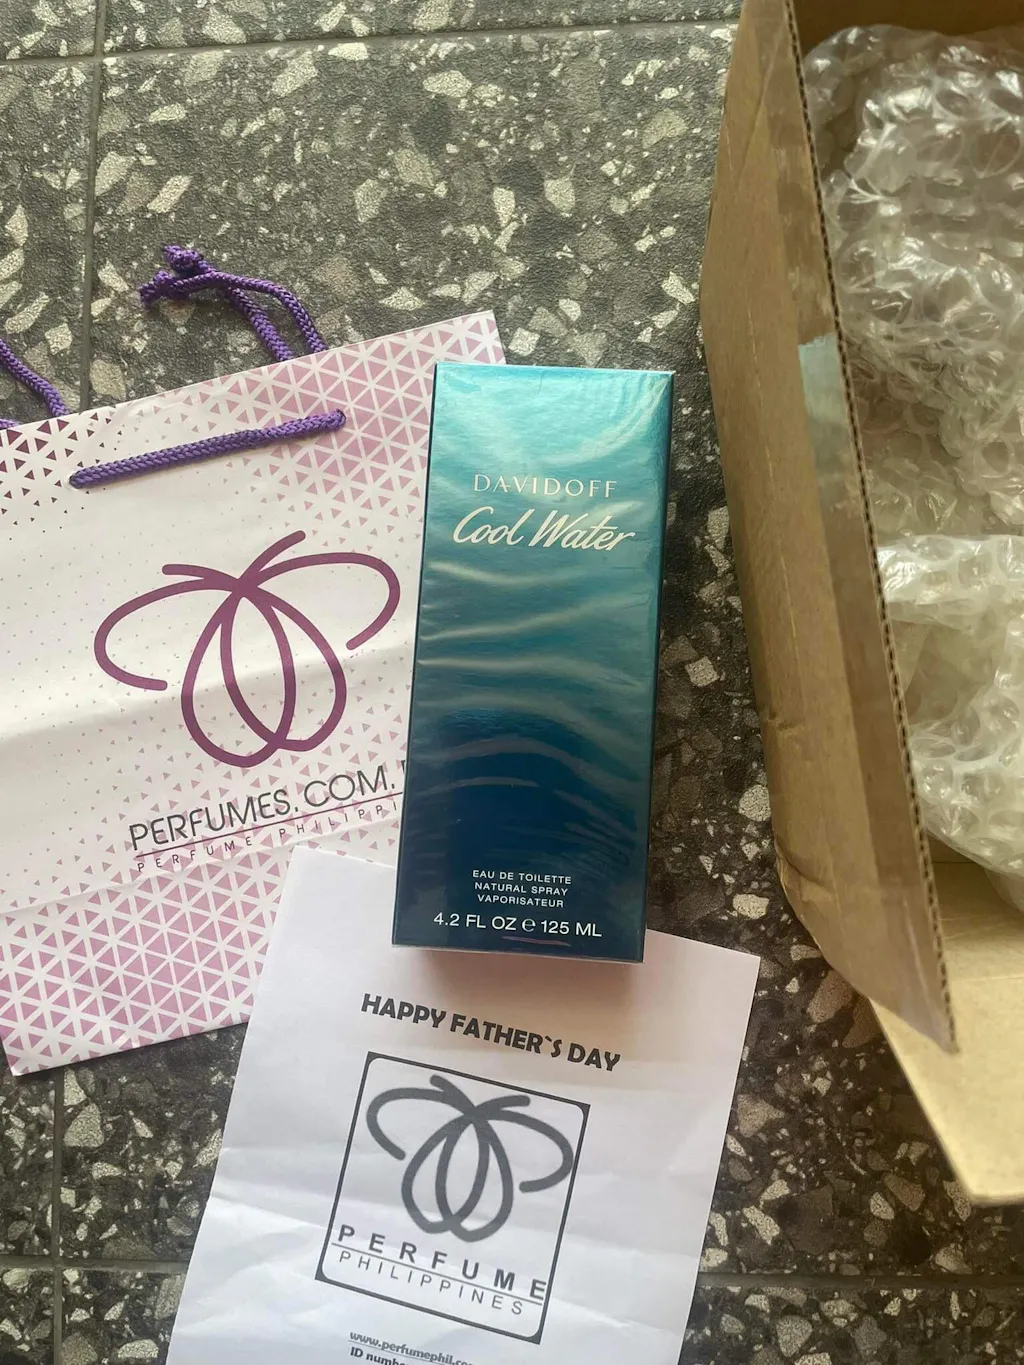 DAVIDOFF
Cool Water
EAU DE TOILETTE
NATURAL SPRAY
VAPORISATEUR
4.2 FL OZ e 125 ML
PERFUMES.COM.
PERFUME PHILIPPI
HAPPY FATHER`S DAY
PERFUME
PHILIPPINES
www.perfumephil.co
ID numb